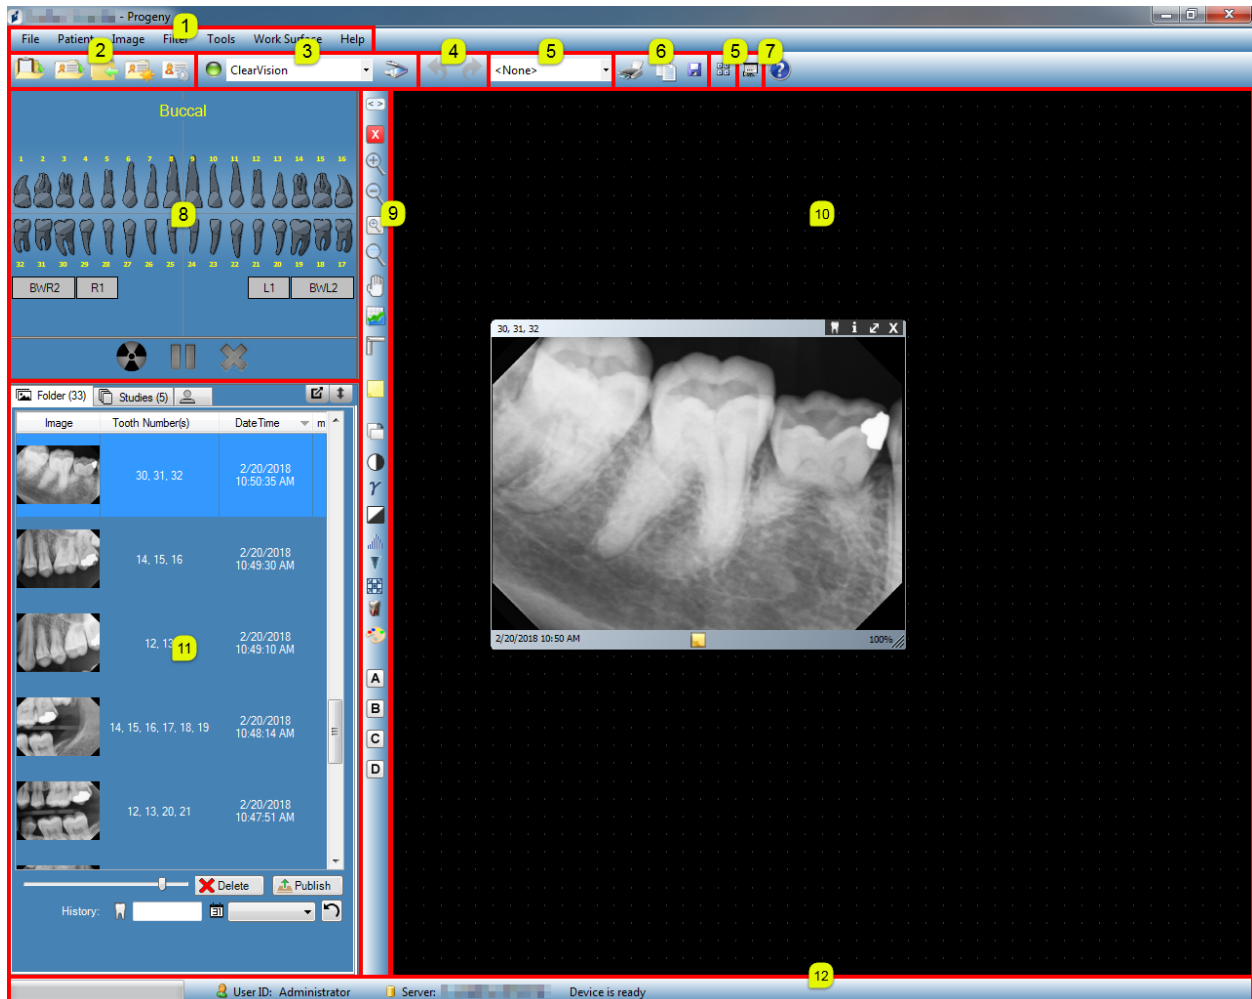 - Progeny
1
File Patient Image Filter Tools Work Surface Help
2 3 4 5 6 5 7
ClearVision <None>
Buccal
1 2 3 4 5 6 7 8 9 10 11 12 13 14 15 16
8
32 31 30 29 28 27 26 25 24 23 22 21 20 19 18 17
BWR2 R1 L1 BWL2
9
10
Folder (33) Studies (5)
Image Tooth Number(s) DateTime m
30, 31, 32 2/20/2018
10:50:35 AM
14, 15, 16 2/20/2018
10:49:30 AM
12, 13 2/20/2018
10:49:10 AM
11
14, 15, 16, 17, 18, 19 2/20/2018
10:48:14 AM
12, 13, 20, 21 2/20/2018
10:47:51 AM
Delete Publish
History: 31
A
B
C
D
30, 31, 32
2/20/2018 10:50 AM 100%
12
User ID: Administrator Server: Device is ready